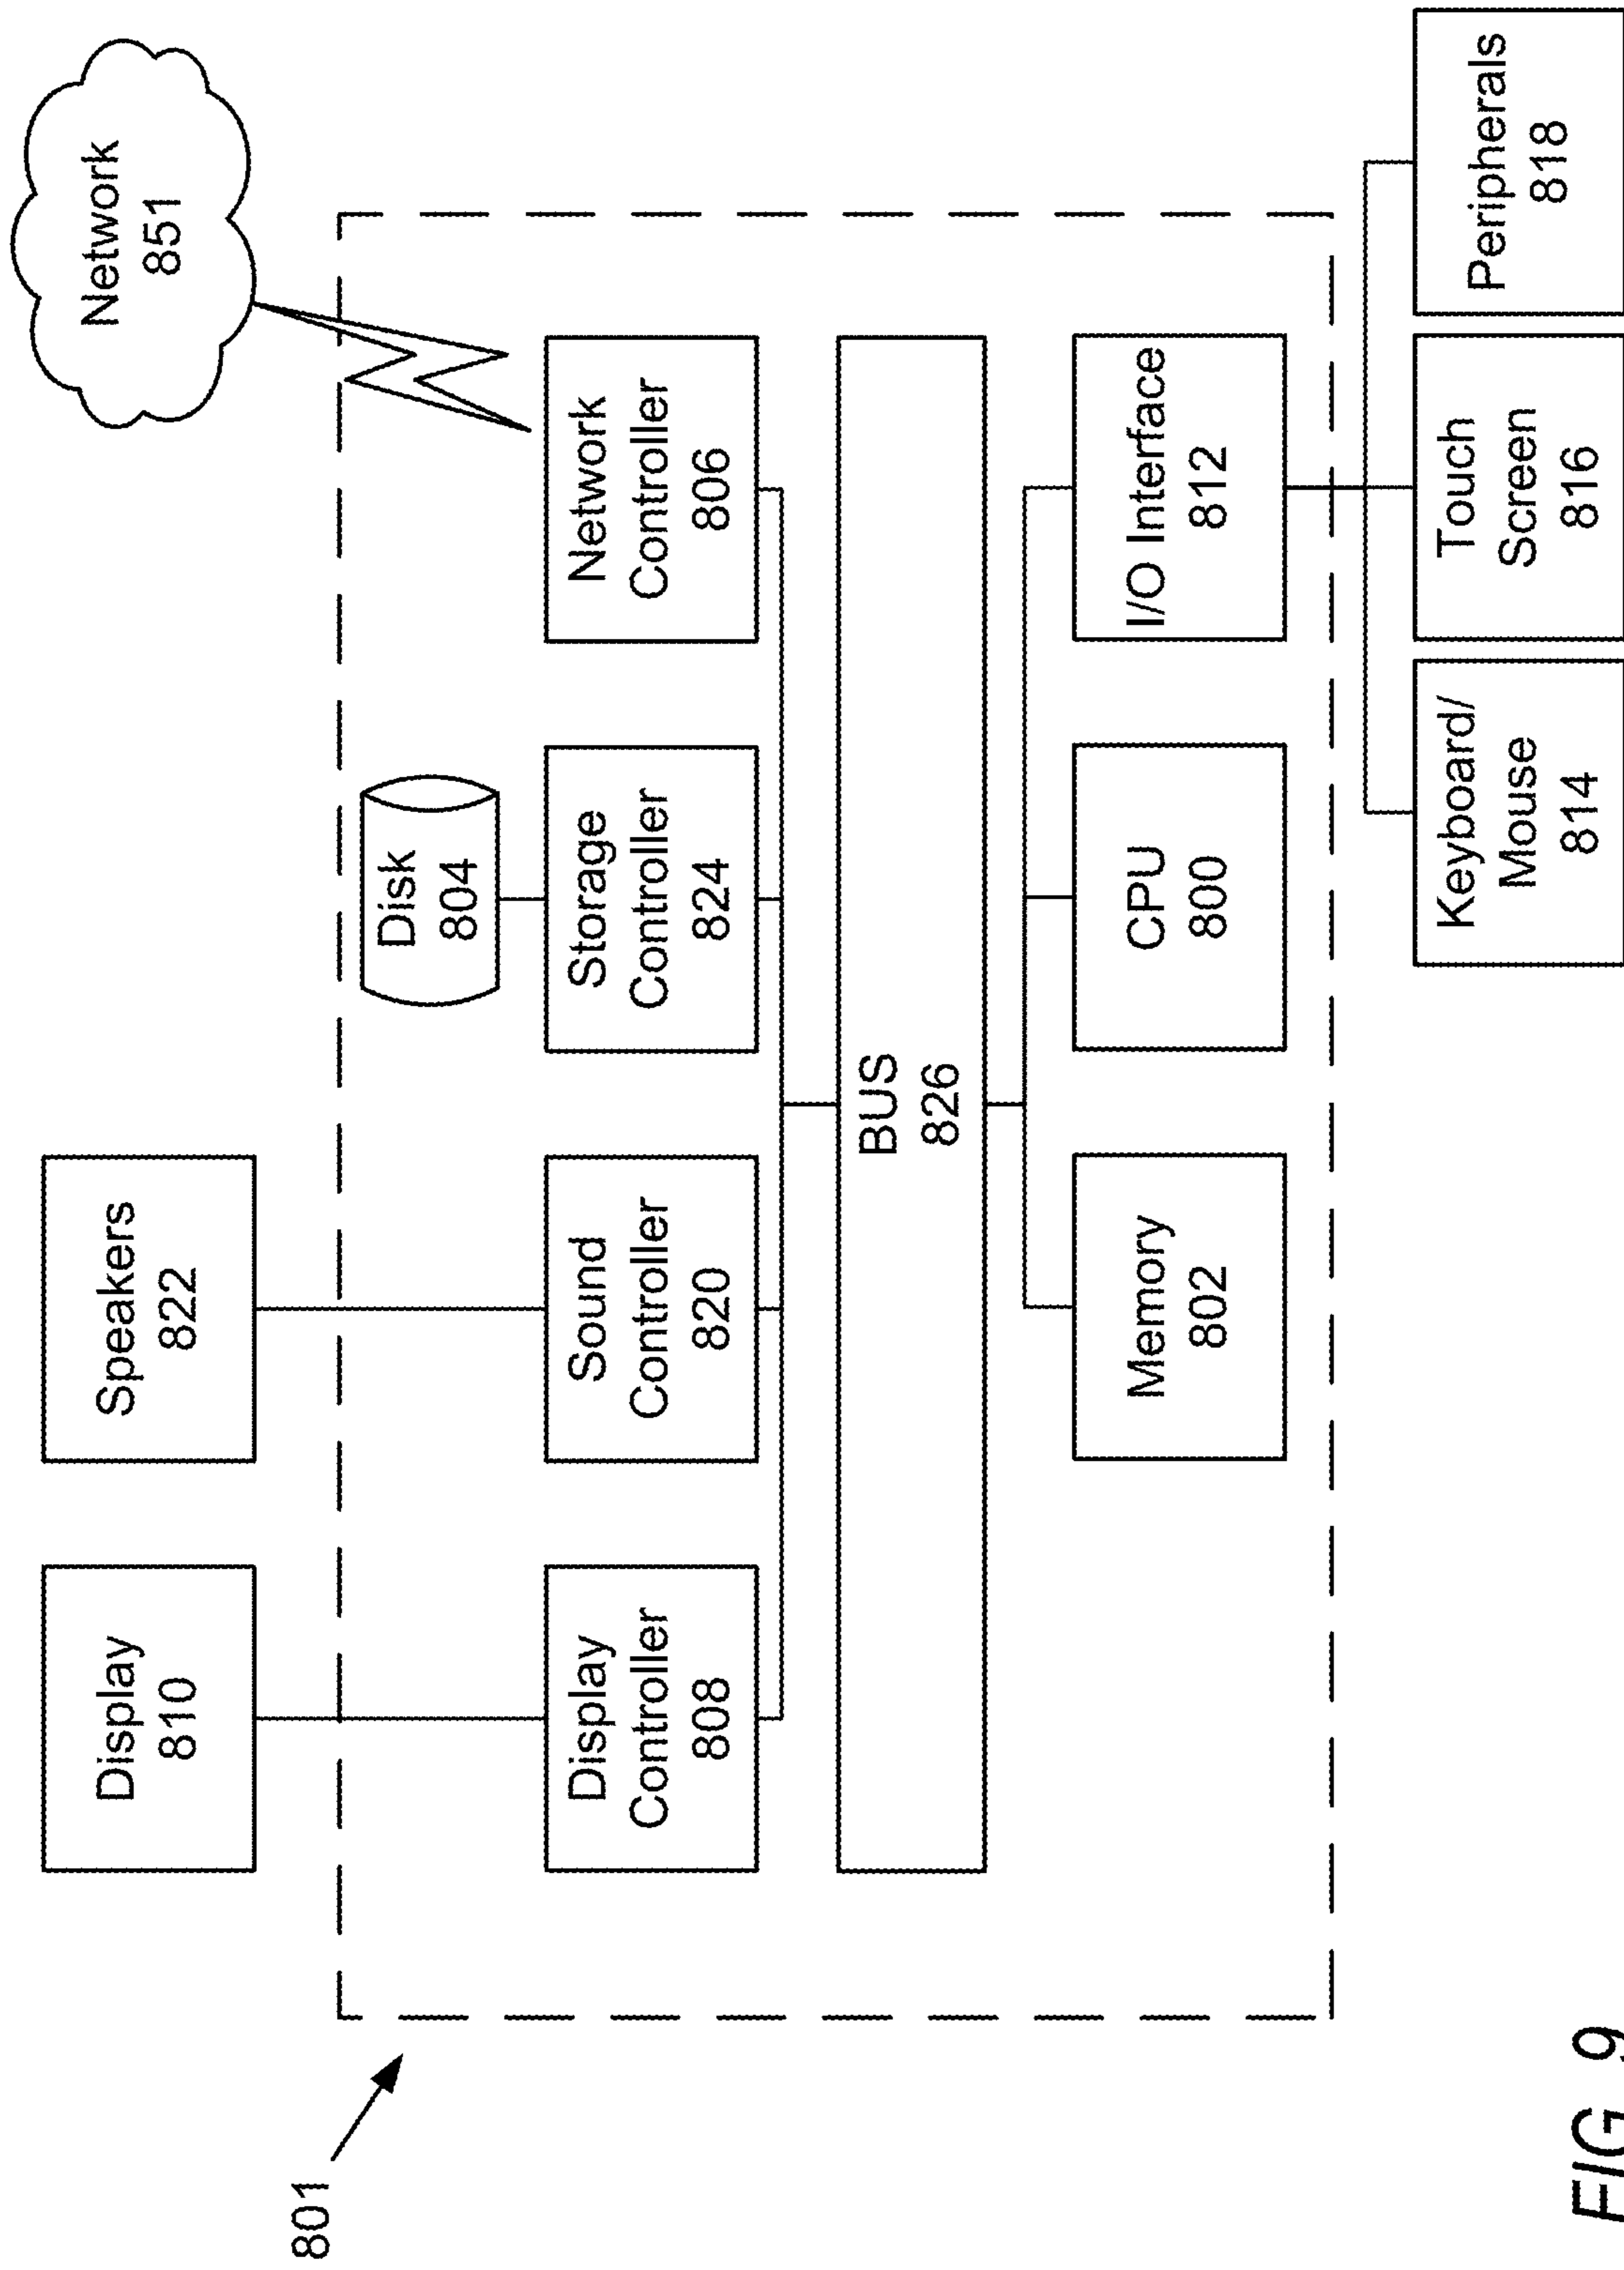 Network
851
Speakers
822
Display
810
Disk
804
Network
Controller
806
Storage
Controller
824
Sound
Controller
820
Display
Controller
808
801
BUS
826
I/O Interface
812
CPU
800
Memory
802
Peripherals
818
Touch
Screen
816
Keyboard/
Mouse
814
FIG 9